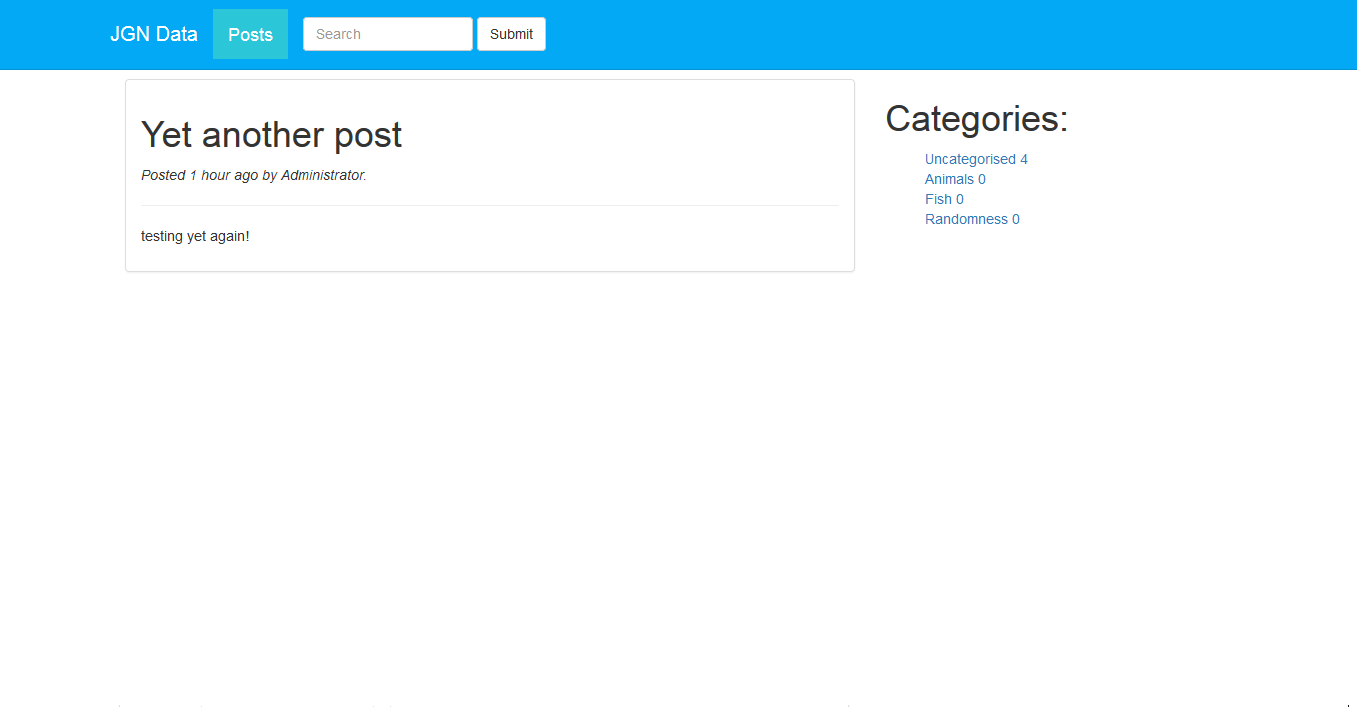 JGN Data Posts Search Submit
Yet another post
Posted 1 hour ago by Administrator.
testing yet again!
Categories:
Uncategorised 4
Animals 0
Fish 0
Randomness 0